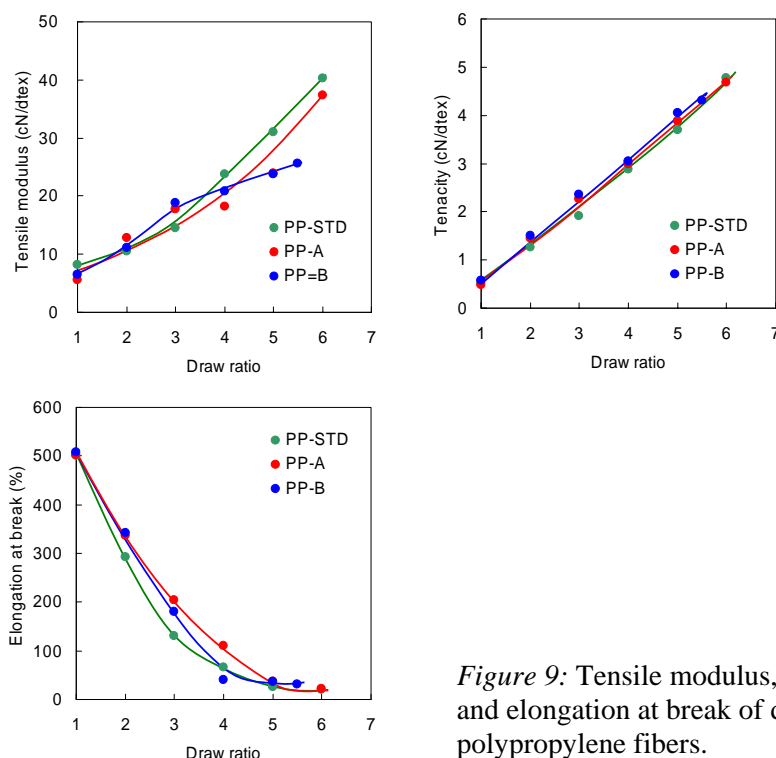 Tensile modulus (cN/dtex)
50
40
30
20
10
0
PP-STD
PP-A
PP=B
1 2 3 4 5 6 7
Draw ratio
Tenacity (cN/dtex)
6
5
4
3
2
1
0
PP-STD
PP-A
PP-B
1 2 3 4 5 6 7
Draw ratio
Elongation at break (%)
600
500
400
300
200
100
0
PP-STD
PP-A
PP-B
1 2 3 4 5 6 7
Draw ratio
Figure 9: Tensile modulus,
and elongation at break of
polypropylene fibers.